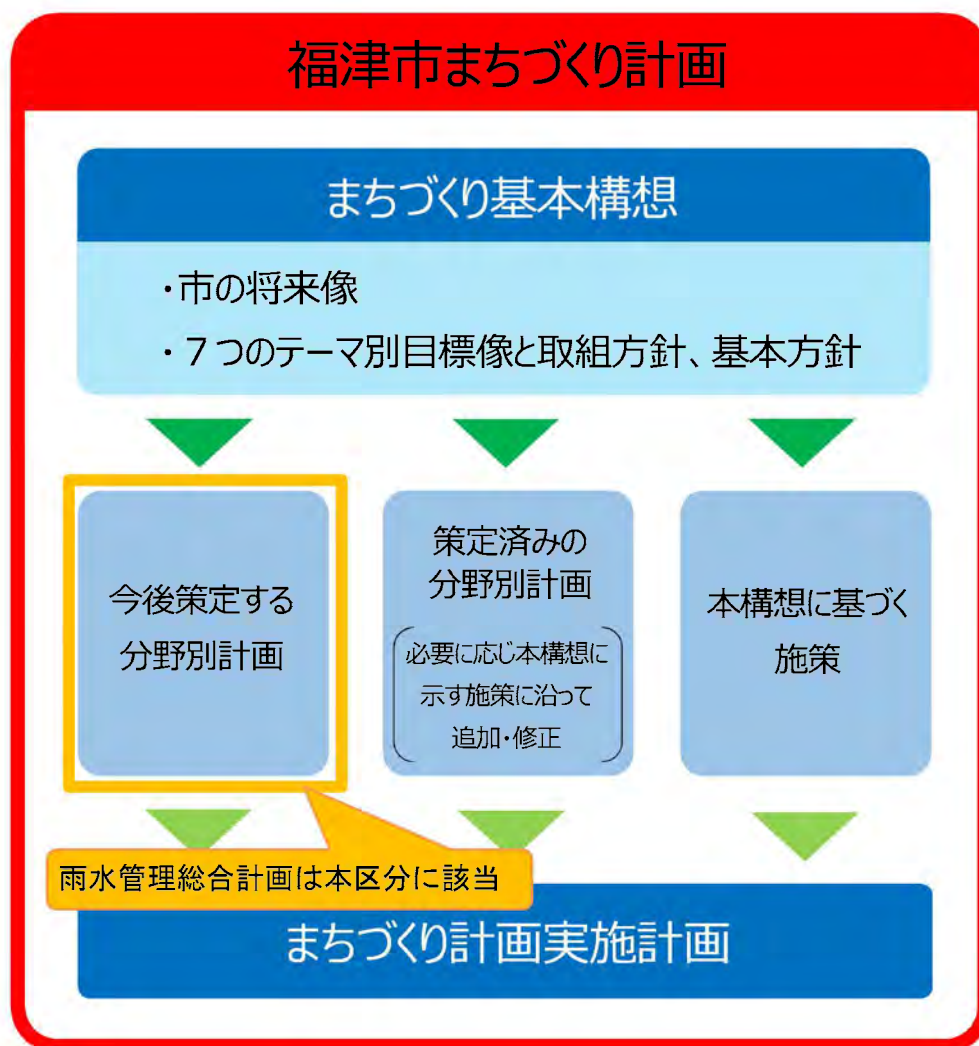 福津市まちづくり計画
まちづくり基本構想
・市の将来像
・７つのテーマ別目標像と取組方針、基本方針
今後策定する
分野別計画
策定済みの
分野別計画
必要に応じ本構想に
示す施策に沿って
追加・修正
本構想に基づく
施策
雨水管理総合計画は本区分に該当
まちづくり計画実施計画